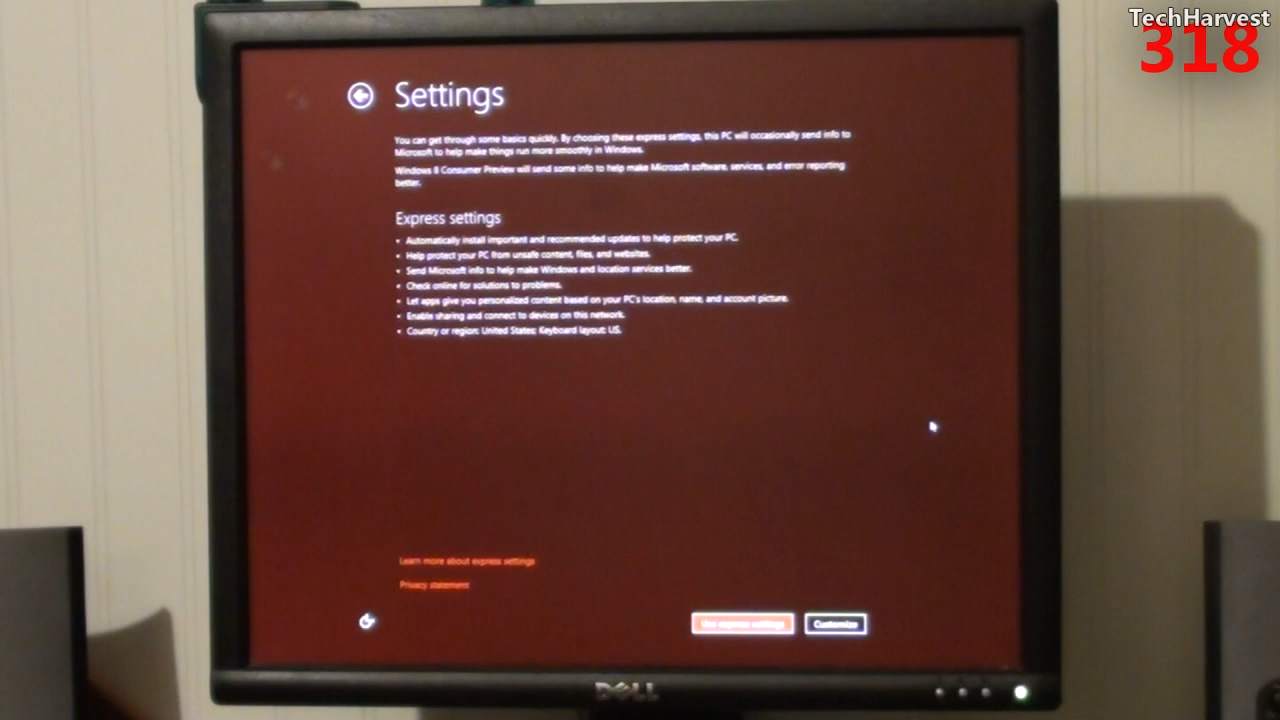 TechHarvest
318
Settings
You can get through some basics quickly. By choosing these express settings, this PC will occasionally send info to
Microsoft to help make things run more smoothly in Windows.
Windows 8 Consumer Preview will send some info to help make Microsoft software, services, and error reporting
better.
Express settings
• Automatically install important and recommended updates to help protect your PC.
• Help protect your PC from unsafe content, files, and websites.
• Send Microsoft info to help make Windows and location services better.
• Check online for solutions to problems.
• Let apps give you personalized content based on your PC's location, name, and account picture.
• Enable sharing and connect to devices on this network.
• Country or region: United States; Keyboard layout: US.
Learn more about express settings
Privacy statement
Use express settings
Customize
DELL